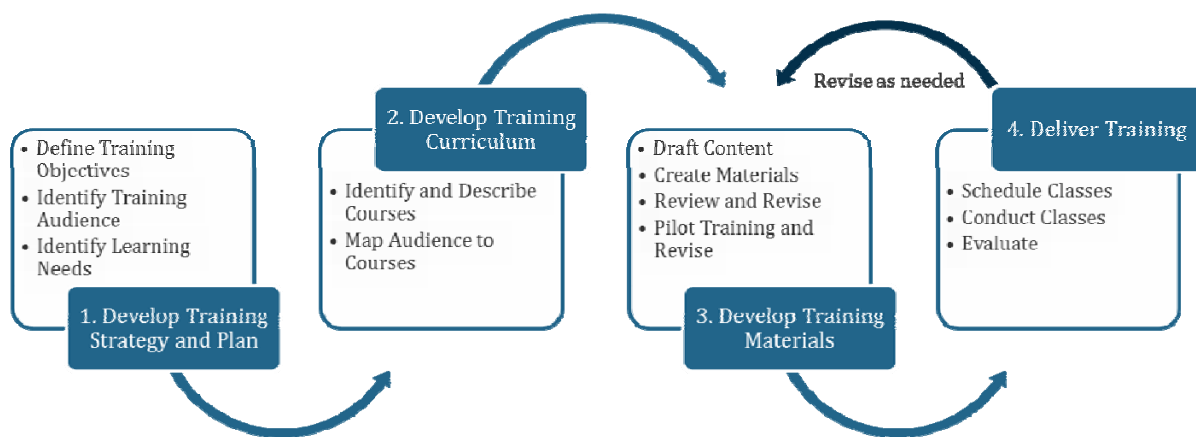 • Define Training
Objectives
• Identify Training
Audience
• Identify Learning
Needs
1. Develop Training
Strategy and Plan
2. Develop Training
Curriculum
• Identify and Describe
Courses
• Map Audience to
Courses
• Draft Content
• Create Materials
• Review and Revise
• Pilot Training and
Revise
3. Develop Training
Materials
Revise as needed
4. Deliver Training
• Schedule Classes
• Conduct Classes
• Evaluate